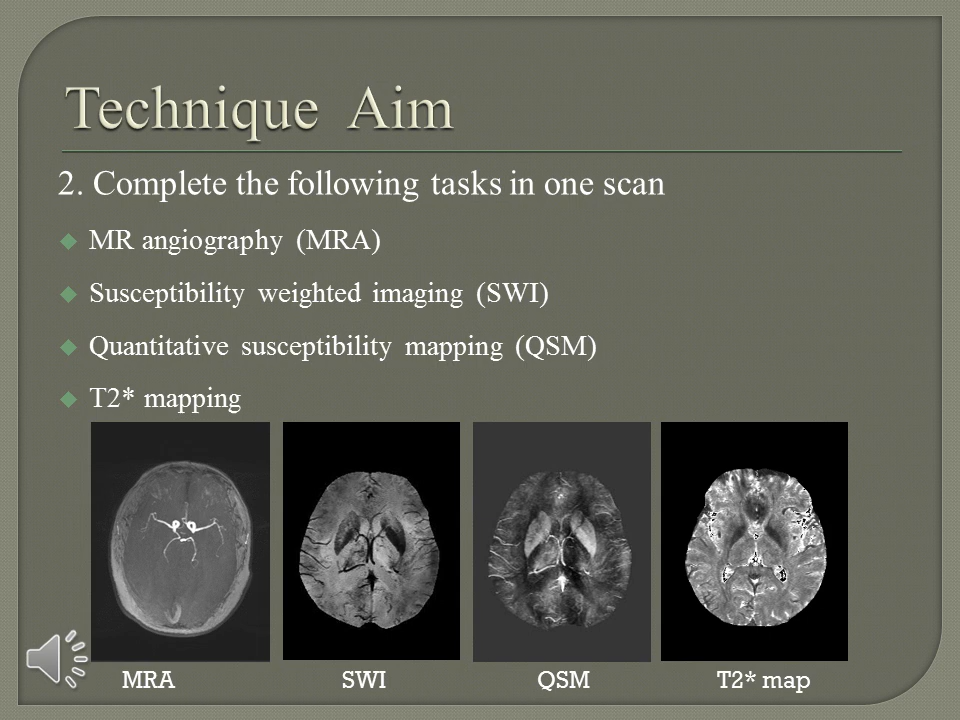 Technique Aim
2. Complete the following tasks in one scan
MR angiography (MRA)
Susceptibility weighted imaging (SWI)
Quantitative susceptibility mapping (QSM)
T2* mapping
MRA SWI QSM T2* map